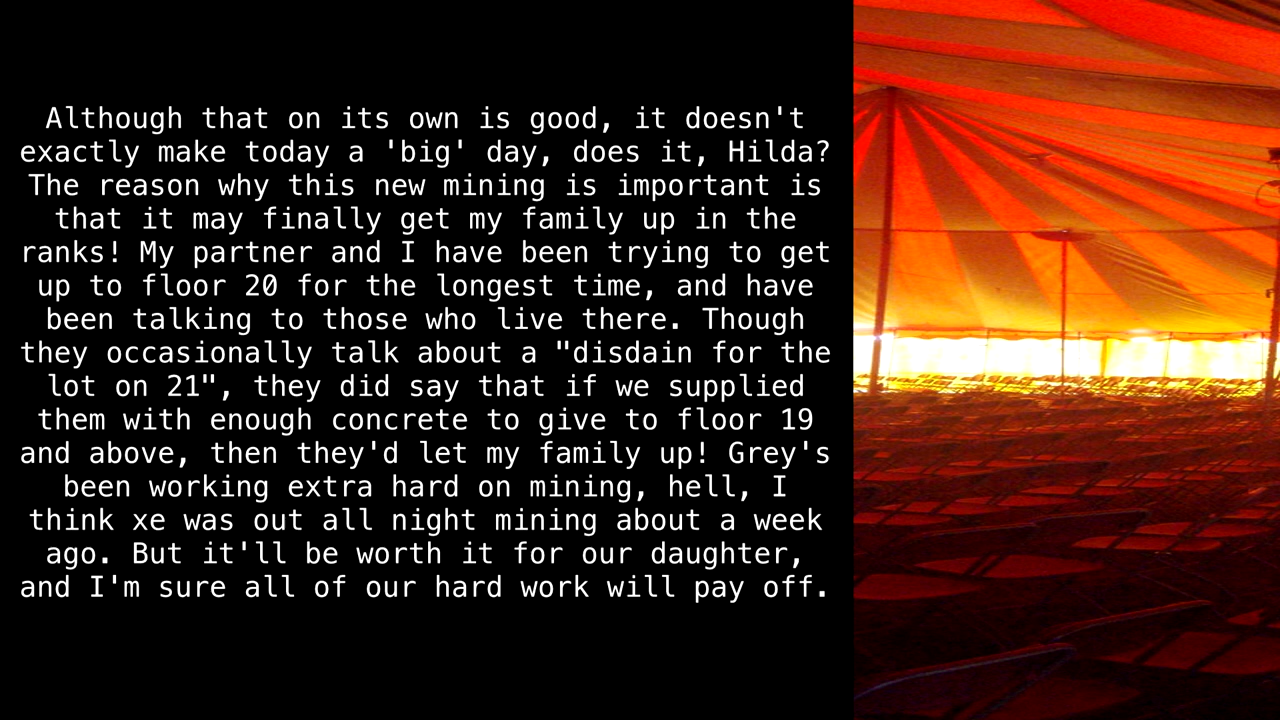 Although that on its own is good, it doesn't
exactly make today a 'big' day, does it, Hilda?
The reason why this new mining is important is
that it may finally get my family up in the
ranks! My partner and I have been trying to get
up to floor 20 for the longest time, and have
been talking to those who live there. Though
they occasionally talk about a "disdain for the
lot on 21", they did say that if we supplied
them with enough concrete to give to floor 19
and above, then they'd let my family up! Grey's
been working extra hard on mining, hell, I
think xe was out all night mining about a week
ago. But it'll be worth it for our daughter,
and I'm sure all of our hard work will pay off.